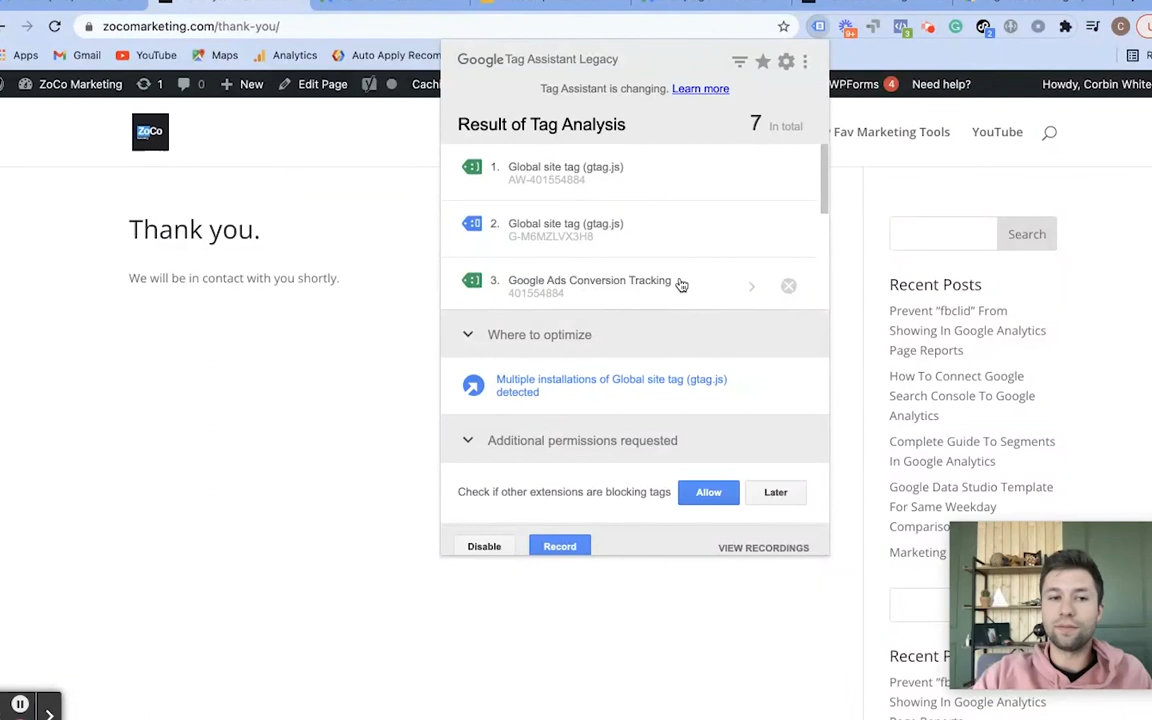 zocomarketing.com/thank-you/
9+
3
2
C
Apps
Gmail
YouTube
Maps
Analytics
Auto Apply Recom
ZoCo Marketing
1
0
New
Edit Page
Cachi
WPForms 4
Need help?
Howdy, Corbin White
ZoCo
Fav Marketing Tools
YouTube
Google Tag Assistant Legacy
Tag Assistant is changing. Learn more
Result of Tag Analysis
7 In total
1. Global site tag (gtag.js)
AW-401554884
2. Global site tag (gtag.js)
G-M6MZLVX3H8
3. Google Ads Conversion Tracking
401554884
Where to optimize
Multiple installations of Global site tag (gtag.js)
detected
Additional permissions requested
Check if other extensions are blocking tags
Allow
Later
Disable
Record
VIEW RECORDINGS
Thank you.
We will be in contact with you shortly.
Search
Recent Posts
Prevent "fbclid" From
Showing In Google Analytics
Page Reports
How To Connect Google
Search Console To Google
Analytics
Complete Guide To Segments
In Google Analytics
Google Data Studio Template
For Same Weekday
Compariso
Marketing
Recent P
Prevent "fb
Showing In Google Analytics